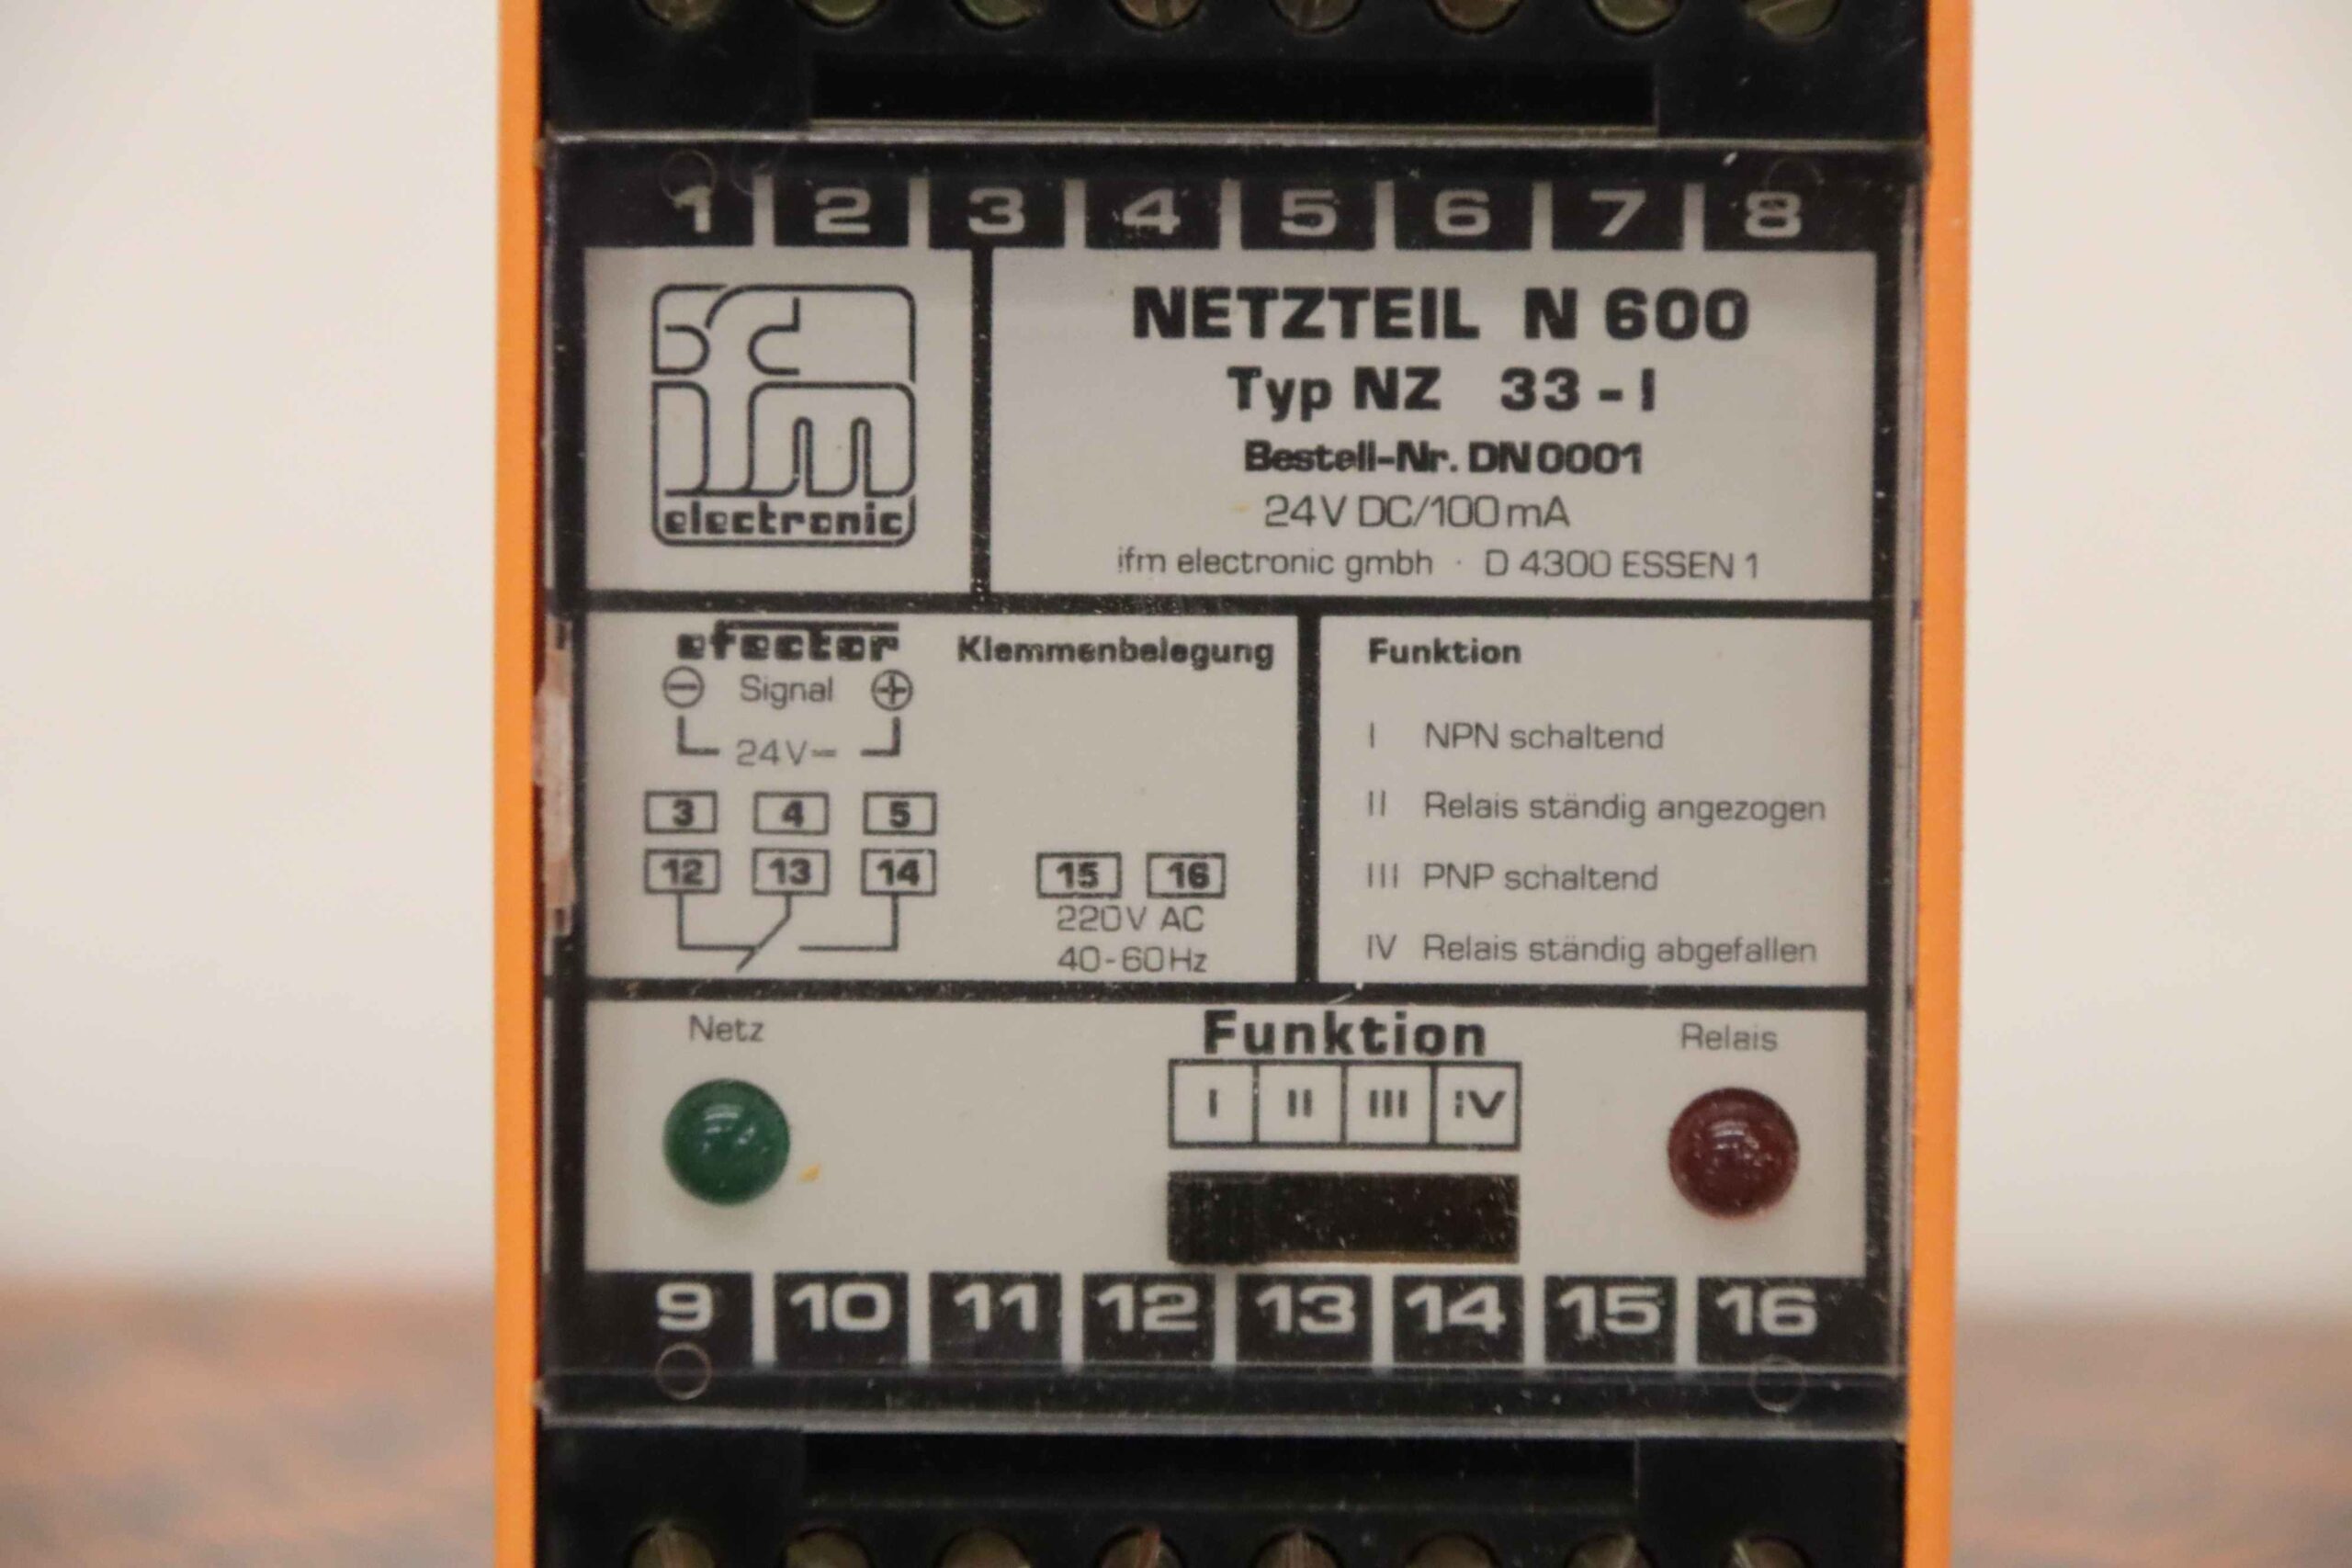 1 2 3 4 5 6 7 8
ifm
electronic
NETZTEIL N 600
Typ NZ 33-I
Bestell-Nr. DN0001
24V DC/100mA
ifm electronic gmbh · D 4300 ESSEN 1
efector
Klemmenbelegung
⊖ Signal ⊕
24V=
3 4 5
12 13 14
15 16
220V AC
40-60Hz
Funktion
I NPN schaltend
II Relais ständig angezogen
III PNP schaltend
IV Relais ständig abgefallen
Netz
Funktion
I II III IV
Relais
9 10 11 12 13 14 15 16